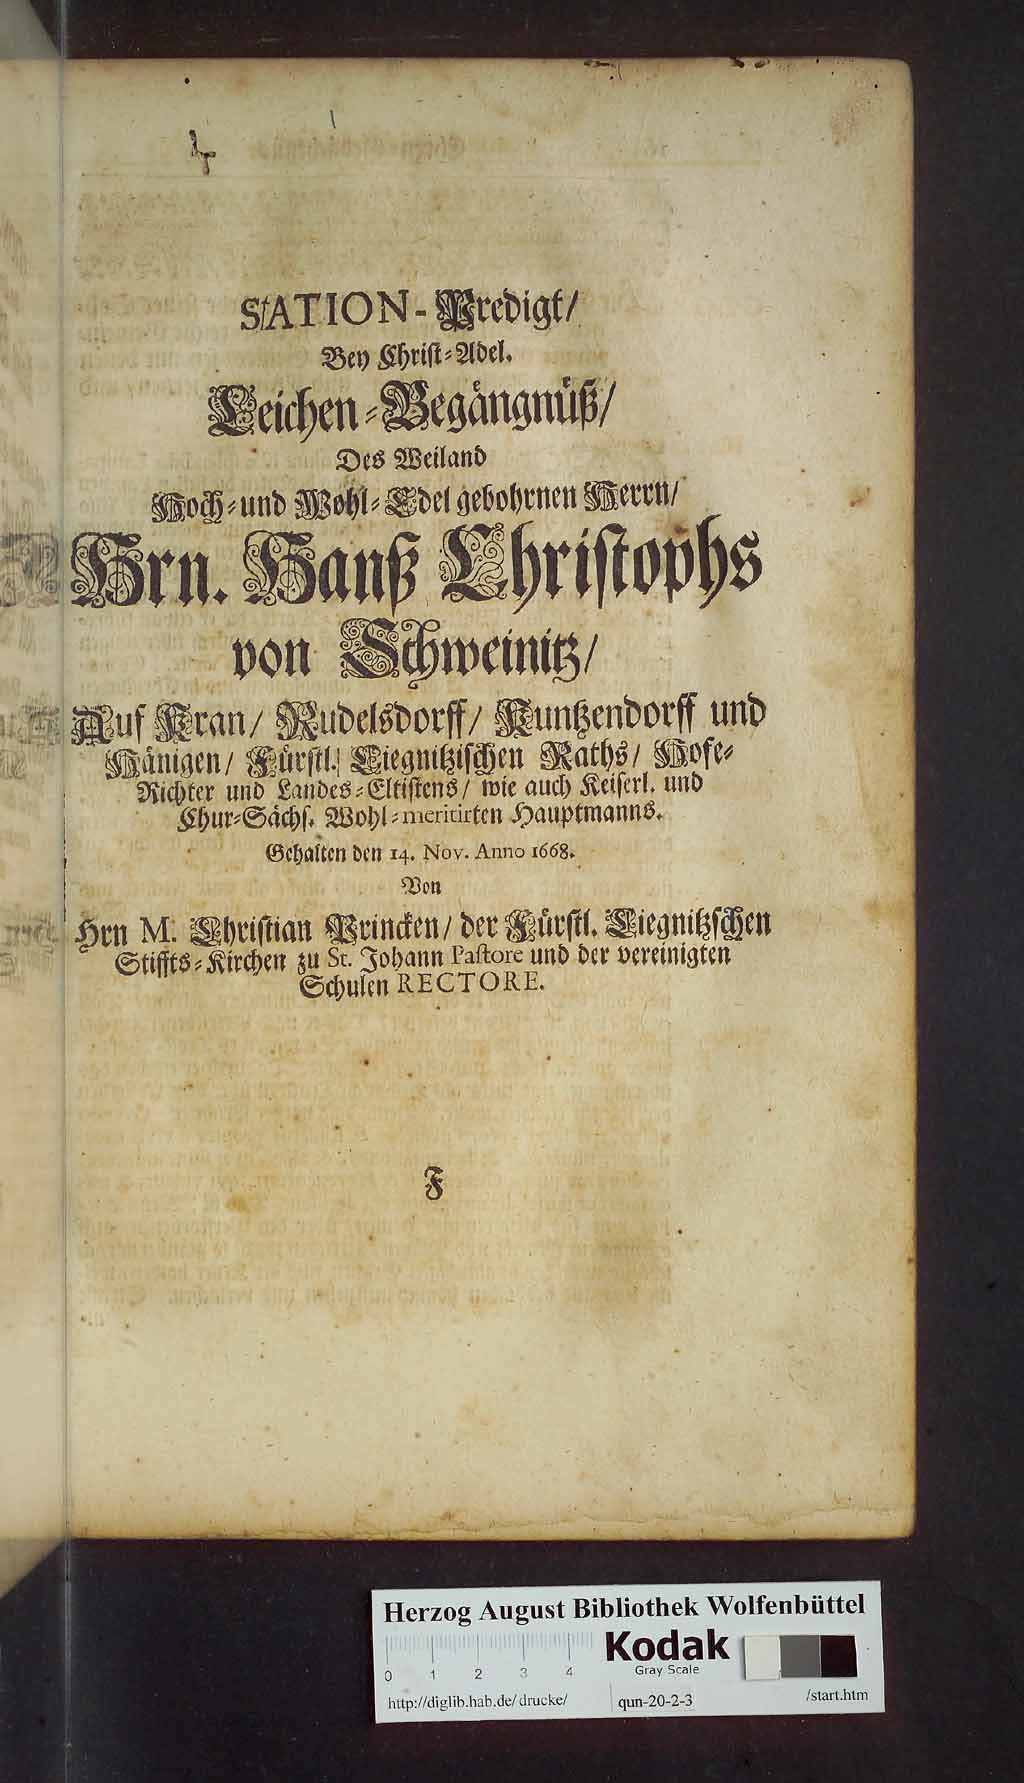 4
StATION-Predigt/
Bey Christ-Adel.
Leichen-Begängnüß/
Des Weiland
Hoch-und Wohl-Edel gebohrnen Herrn/
Hrn. Hanß Christophs
von Schweinitz/
Auf Kran/ Rudelsdorff/ Kuntzendorff und
Hänigen/ Fürstl. Liegnitzischen Raths/ Hofe-
Richter und Landes-Eltistens/ wie auch Keiserl. und
Chur-Sächs. Wohl-meritirten Hauptmanns.
Gehalten den 14. Nov. Anno 1668.
Von
Hrn M. Christian Princken/ der Fürstl. Liegnitzschen
Stiffts-Kirchen zu St. Johann Pastore und der vereinigten
Schulen RECTORE.
F
Herzog August Bibliothek Wolfenbüttel
Kodak
Gray Scale
0 1 2 3 4
http://diglib.hab.de/drucke/ qun-20-2-3 /start.htm